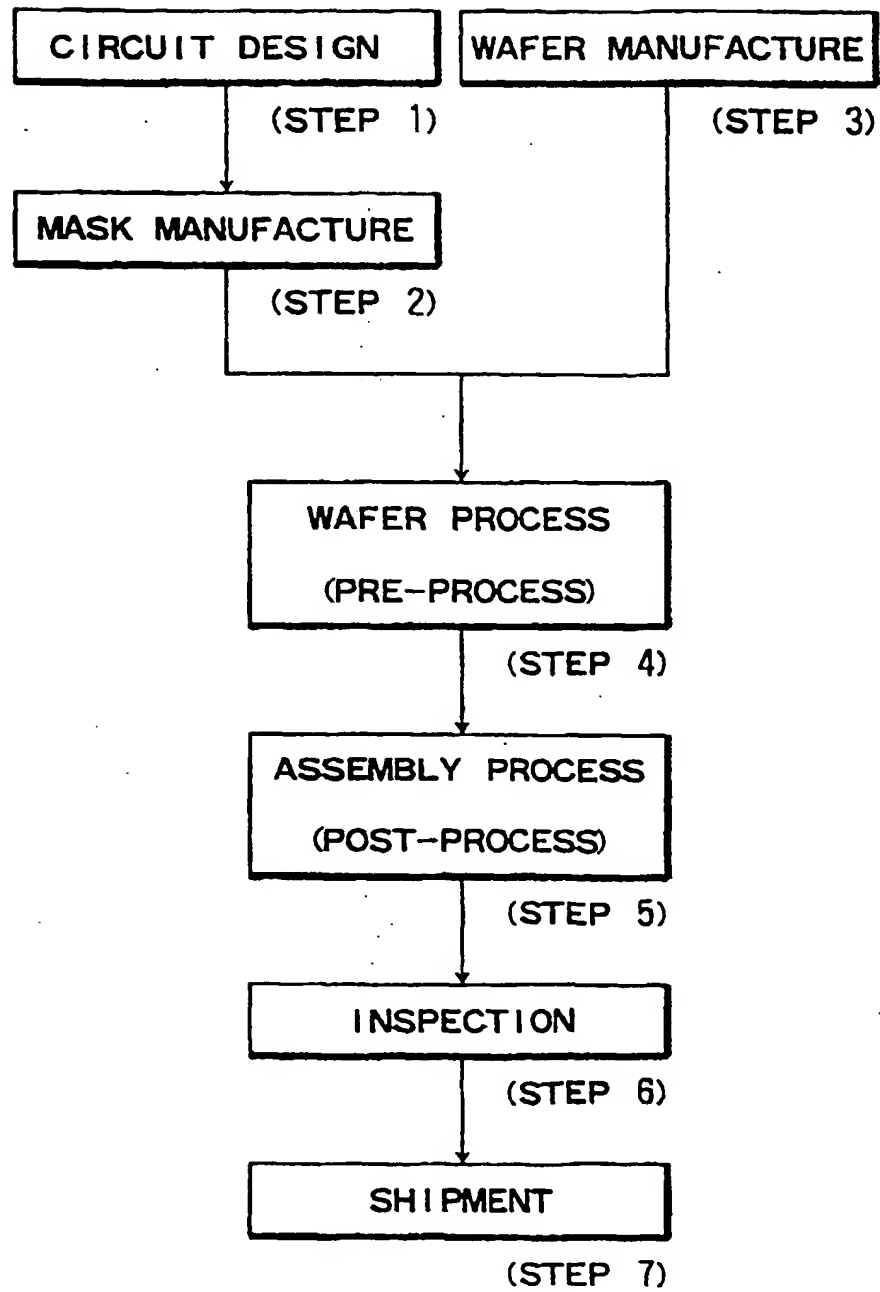 CIRCUIT DESIGN
WAFER MANUFACTURE
(STEP 1)
(STEP 3)
MASK MANUFACTURE
(STEP 2)
WAFER PROCESS
(PRE-PROCESS)
(STEP 4)
ASSEMBLY PROCESS
(POST-PROCESS)
(STEP 5)
INSPECTION
(STEP 6)
SHIPMENT
(STEP 7)